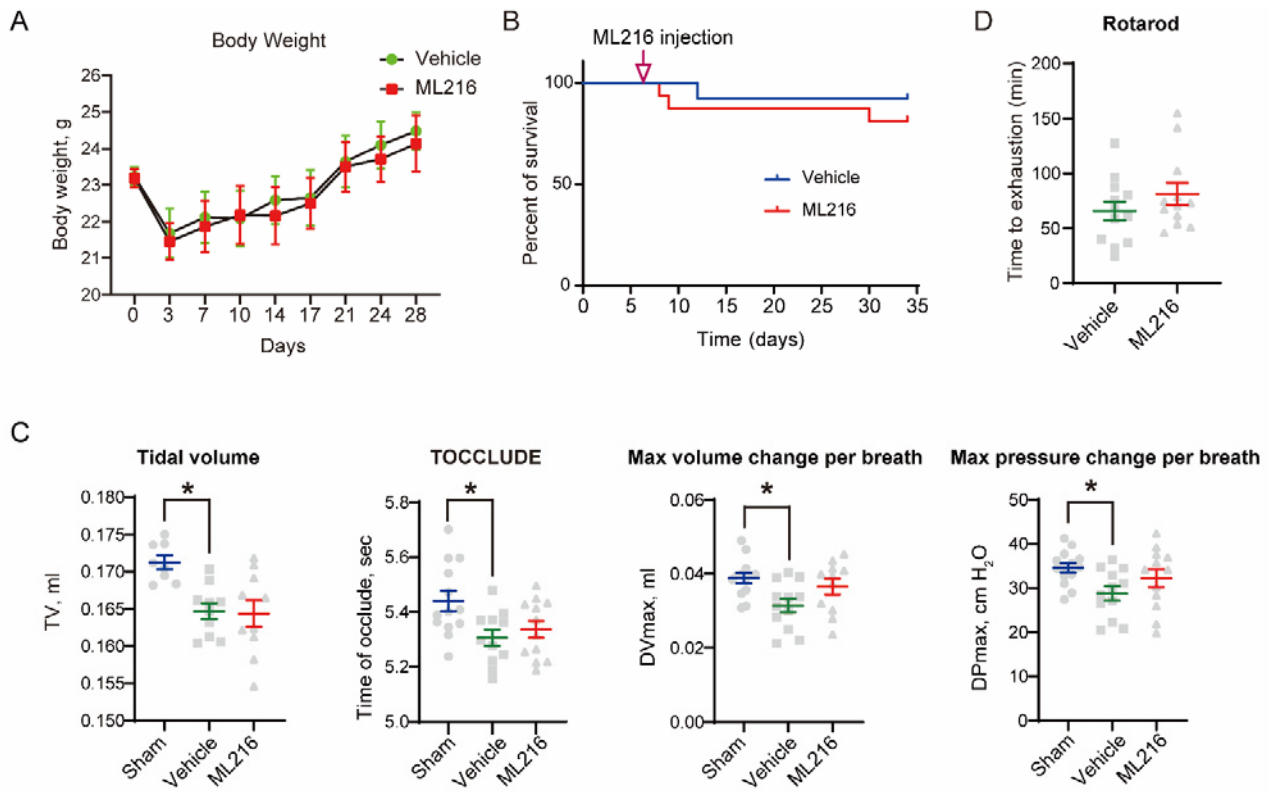 A
Body Weight
Vehicle
ML216
26
25
24
23
22
21
20
Body weight, g
0 3 7 10 14 17 21 24 28
Days
B
ML216 injection
100
50
0
Percent of survival
Vehicle
ML216
0 5 10 15 20 25 30 35
Time (days)
D
Rotarod
200
150
100
50
0
Time to exhaustion (min)
Vehicle
ML216
C
Tidal volume
*
0.180
0.175
0.170
0.165
0.160
0.155
0.150
TV, ml
Sham
Vehicle
ML216
TOCCLUDE
*
5.8
5.6
5.4
5.2
5.0
Time of occlude, sec
Sham
Vehicle
ML216
Max volume change per breath
*
0.06
0.04
0.02
0.00
DVmax, ml
Sham
Vehicle
ML216
Max pressure change per breath
*
50
40
30
20
10
0
DPmax, cm H₂O
Sham
Vehicle
ML216